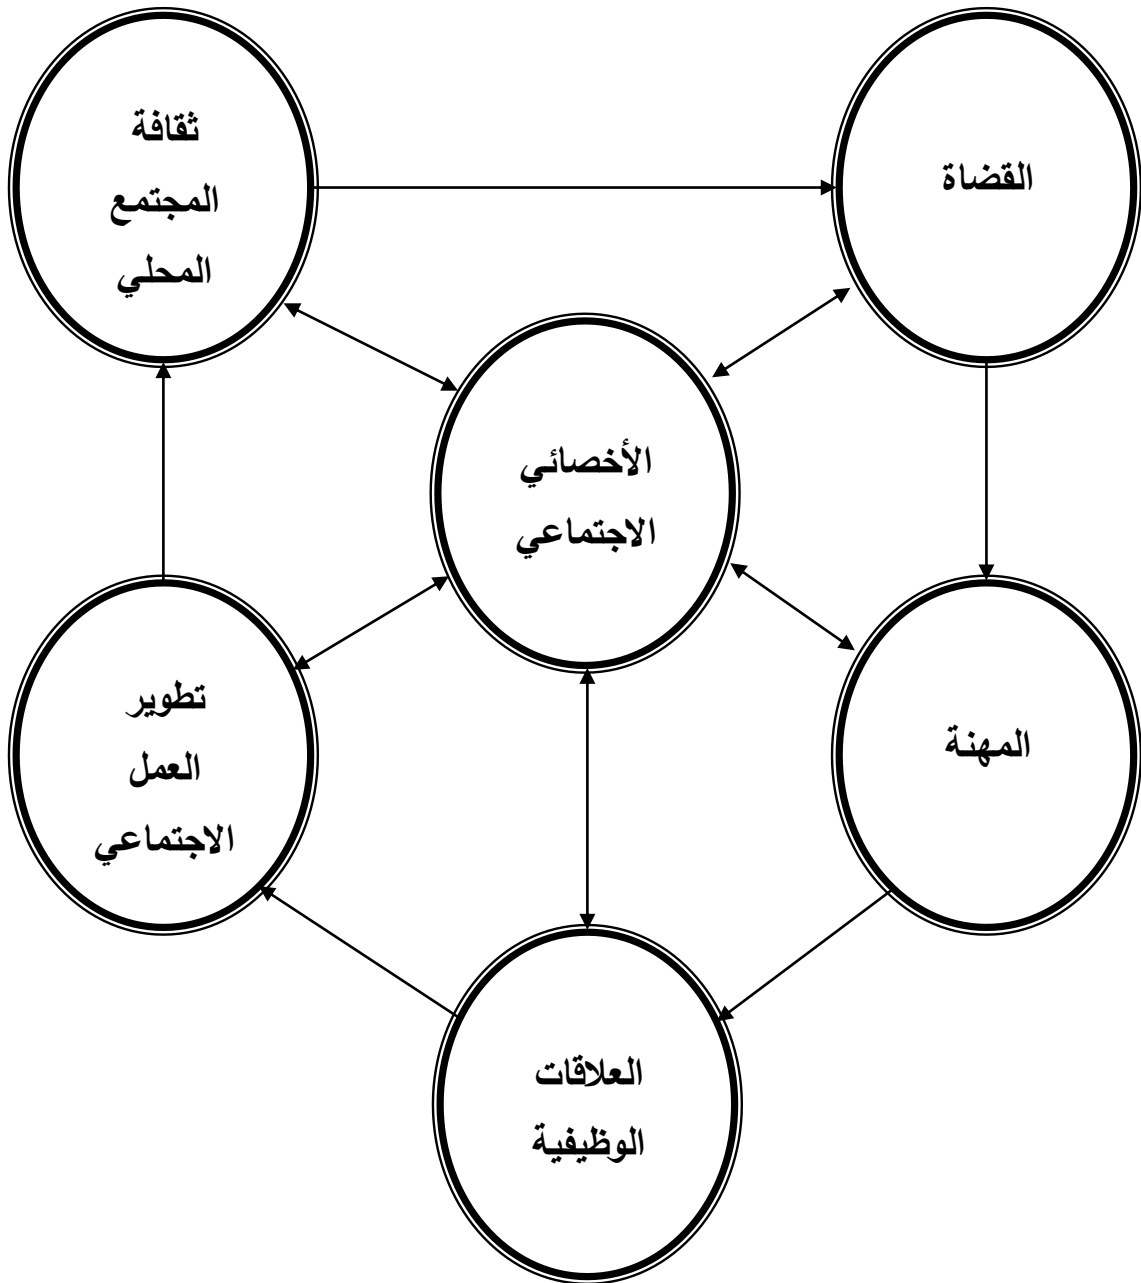 القضاة
ثقافة
المجتمع
المحلي
الأخصائي
الاجتماعي
المهنة
تطوير
العمل
الاجتماعي
العلاقات
الوظيفية